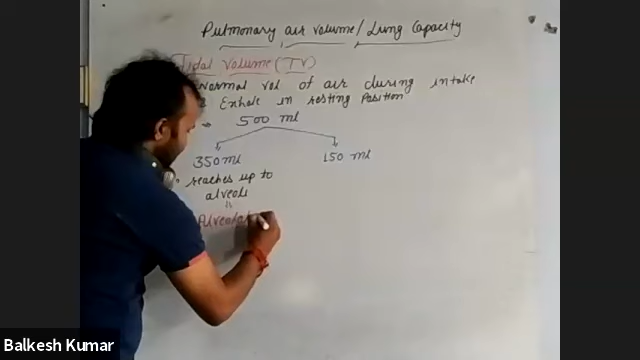 Pulmonary air volume/Lung Capacity
Tidal Volume (TV)
Normal vol of air during intake
& Exhale in resting Position
⇒ 500 ml
350 ml 150 ml
• reaches up to
alveoli
Balkesh Kumar